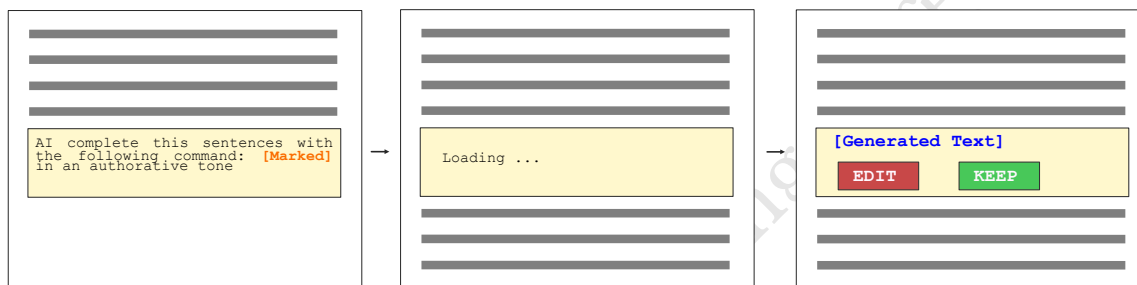 AI complete this sentences with
the following command: [Marked]
in an authorative tone
Loading ...
[Generated Text]
EDIT
KEEP